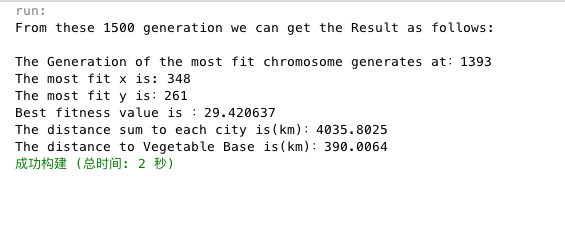 run:
From these 1500 generation we can get the Result as follows:
The Generation of the most fit chromosome generates at: 1393
The most fit x is: 348
The most fit y is: 261
Best fitness value is : 29.420637
The distance sum to each city is(km): 4035.8025
The distance to Vegetable Base is(km): 390.0064
成功构建 (总时间: 2 秒)